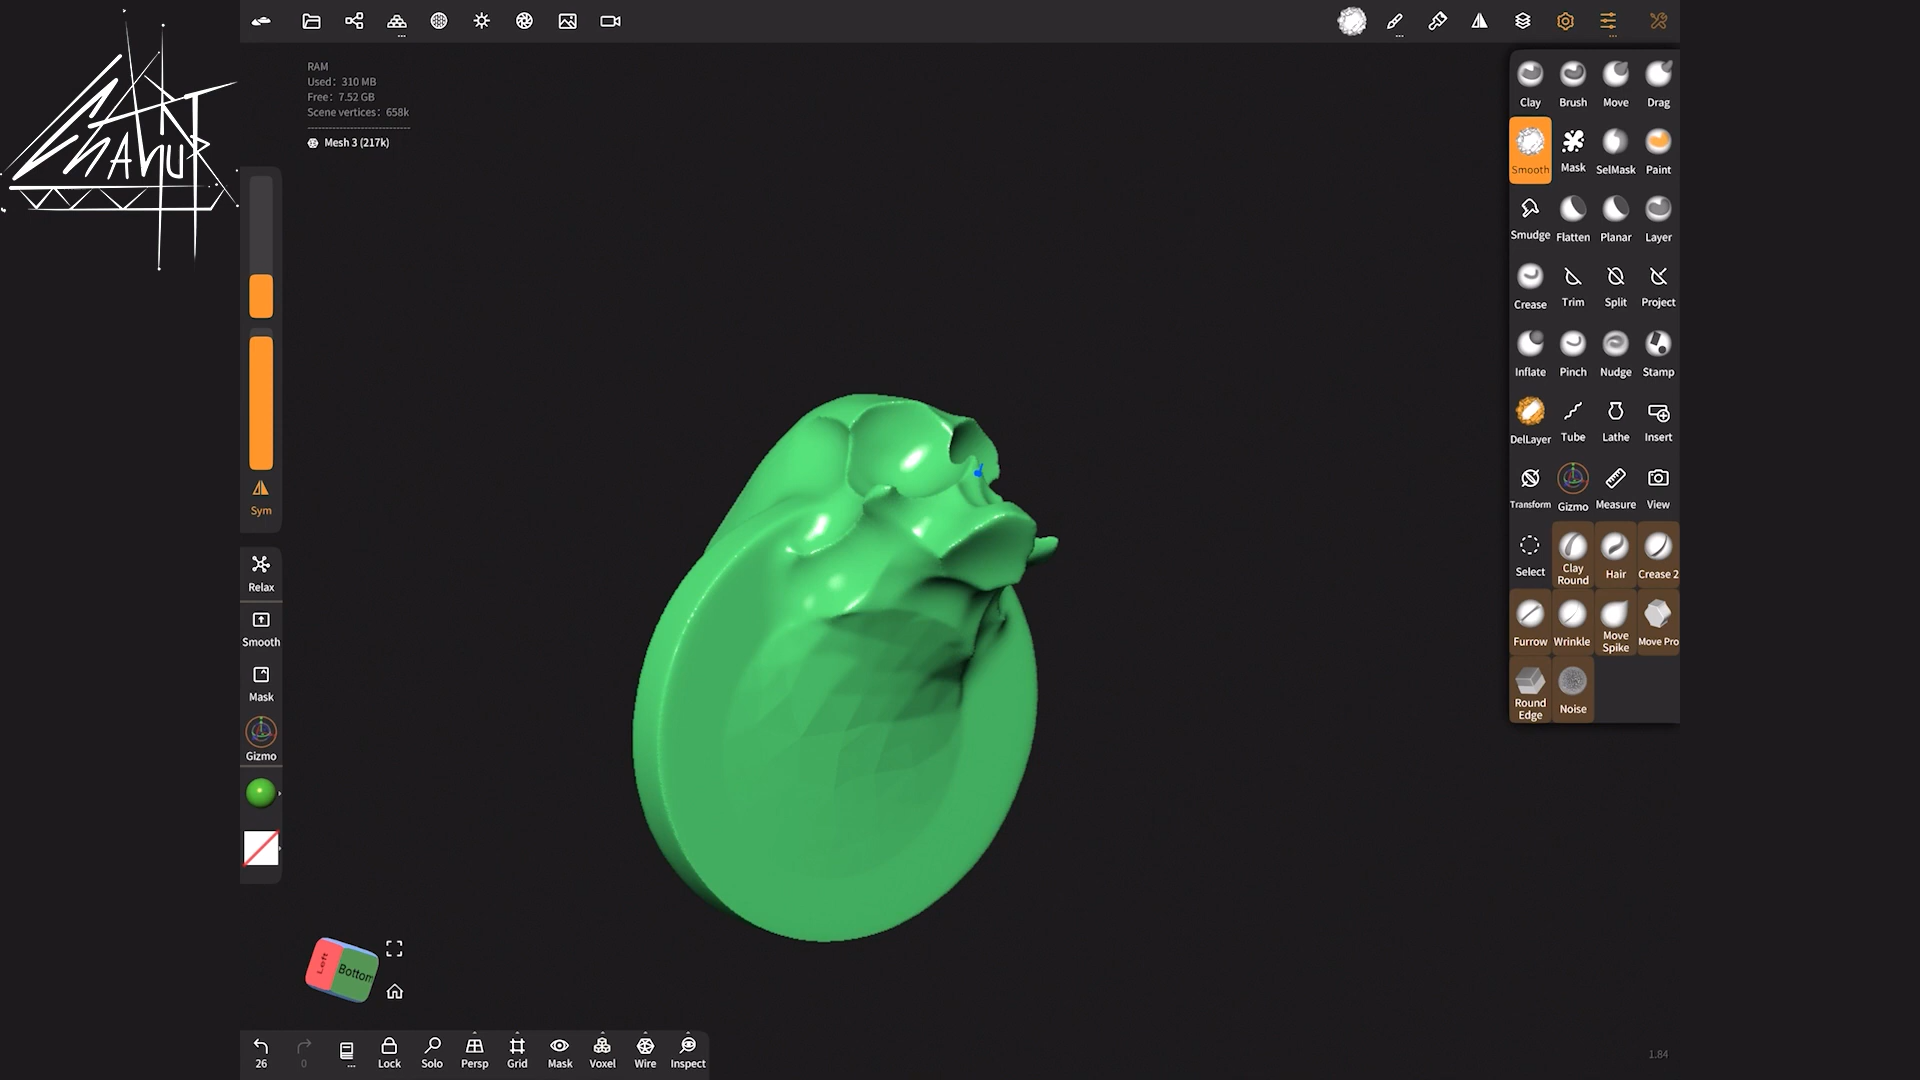 RAM
Used: 310 MB
Free: 7.52 GB
Scene vertices: 658k
Mesh 3 (217k)
Clay Brush Move Drag
Smooth Mask SelMask Paint
Smudge Flatten Planar Layer
Crease Trim Split Project
Inflate Pinch Nudge Stamp
DelLayer Tube Lathe Insert
Transform Gizmo Measure View
Select Clay Round Hair Crease 2
Furrow Wrinkle Move Spike Move Pro
Round Edge Noise
Sym
Relax
Smooth
Mask
Gizmo
Left Bottom
26 0 ... Lock Solo Persp Grid Mask Voxel Wire Inspect
1.84